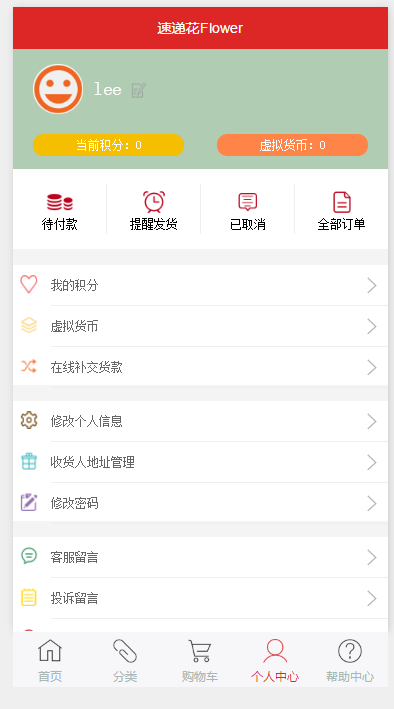 速递花Flower
lee
当前积分：0 虚拟货币：0
待付款 提醒发货 已取消 全部订单
我的积分
虚拟货币
在线补交货款
修改个人信息
收货人地址管理
修改密码
客服留言
投诉留言
首页 分类 购物车 个人中心 帮助中心